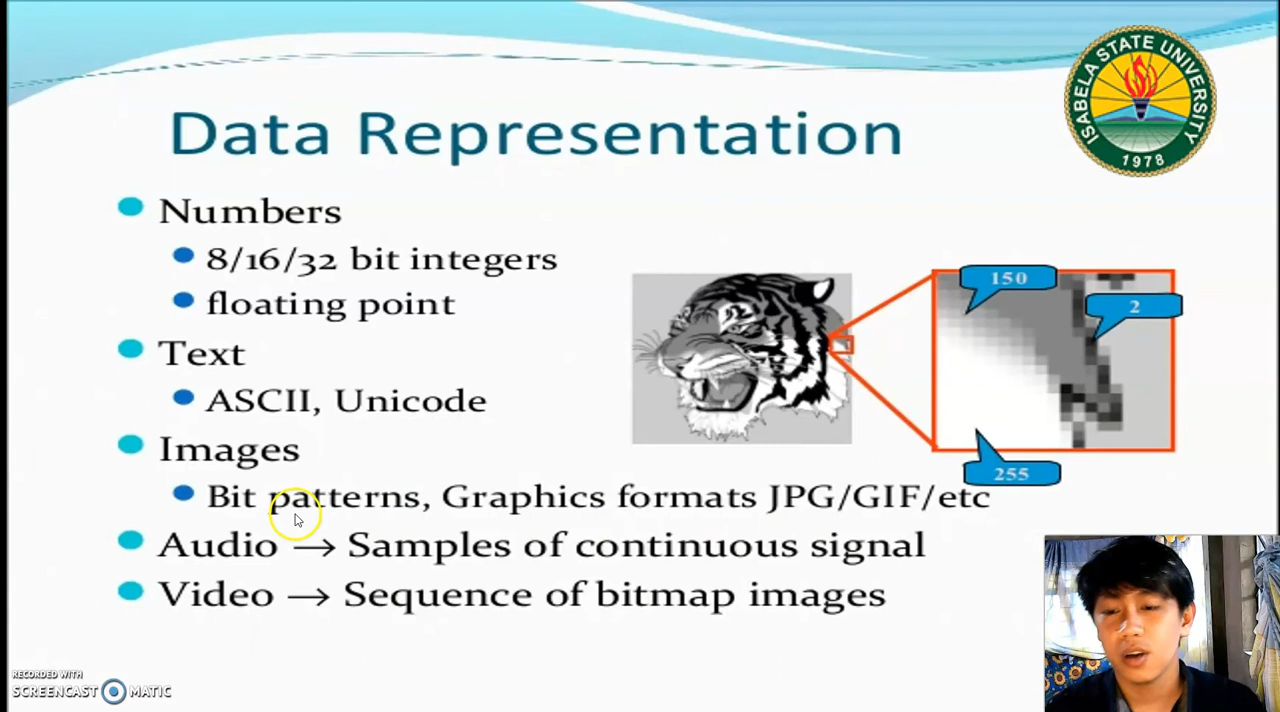 ISABELA STATE UNIVERSITY
1978
Data Representation
Numbers
8/16/32 bit integers
floating point
Text
ASCII, Unicode
Images
Bit patterns, Graphics formats JPG/GIF/etc
Audio → Samples of continuous signal
Video → Sequence of bitmap images
150
2
255
RECORDED WITH
SCREENCAST MATIC